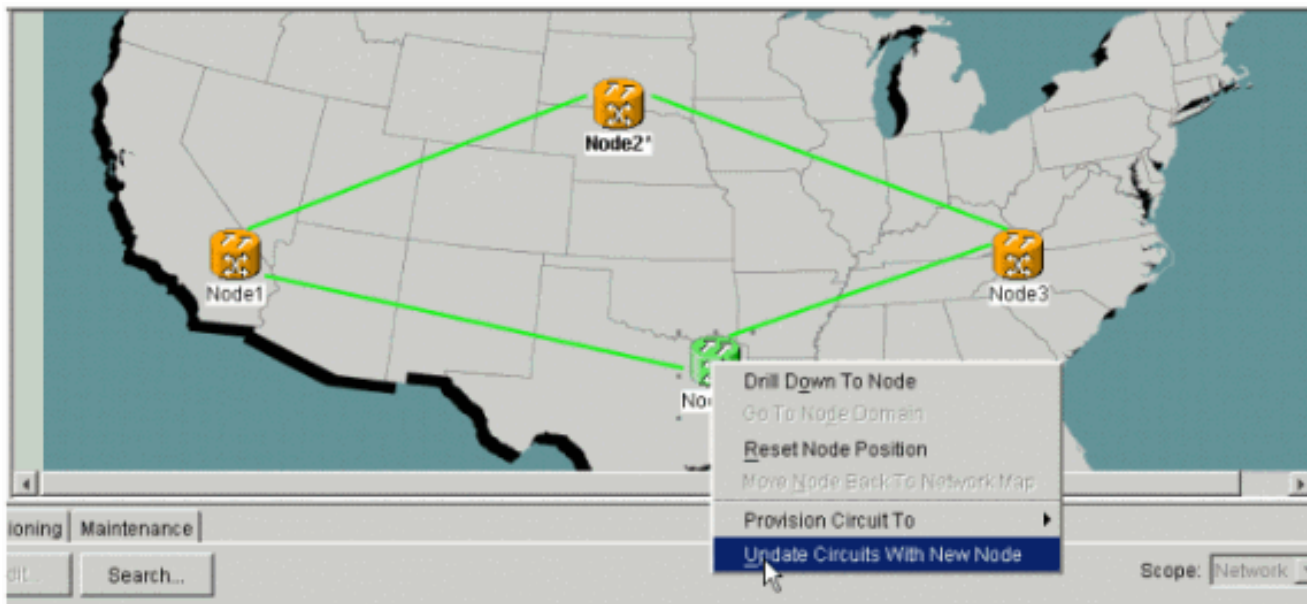 Node2*
Node1
Node3
Drill Down To Node
Go To Node Domain
Reset Node Position
Move Node Back To Network Map
Provision Circuit To
Update Circuits With New Node
Maintenance
Search...
Scope: Network